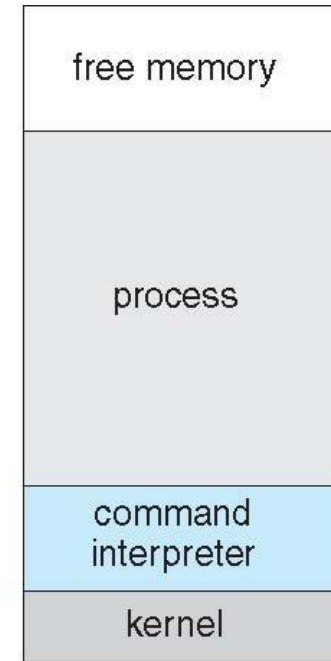 free memory
process
command
interpreter
kernel